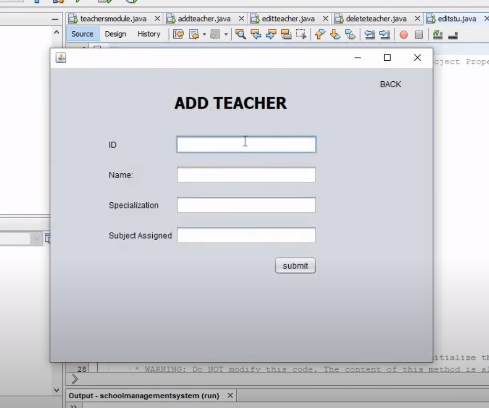 teachersmodule.java addteacher.java editteacher.java deleteteacher.java editstu.java
Source Design History
oject Prope
BACK
ADD TEACHER
ID
Name:
Specialization
Subject Assigned
submit
itialize th
28 * WARNING: Do NOT modify this code. The content of this method is al
Output - schoolmanagementsystem (run)